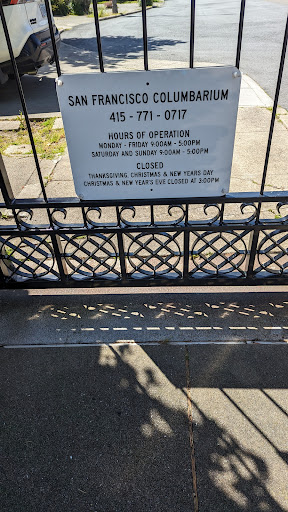 SAN FRANCISCO COLUMBARIUM
415 - 771 - 0714
HOURS OF OPERATION
MONDAY - FRIDAY 9:00AM - 5:00PM
SATURDAY AND SUNDAY 9:00AM - 5:00PM
CLOSED
THANKSGIVING, CHRISTMAS & NEW YEARS DAY
CHRISTMAS & NEW YEAR'S EVE CLOSED AT 3:00PM